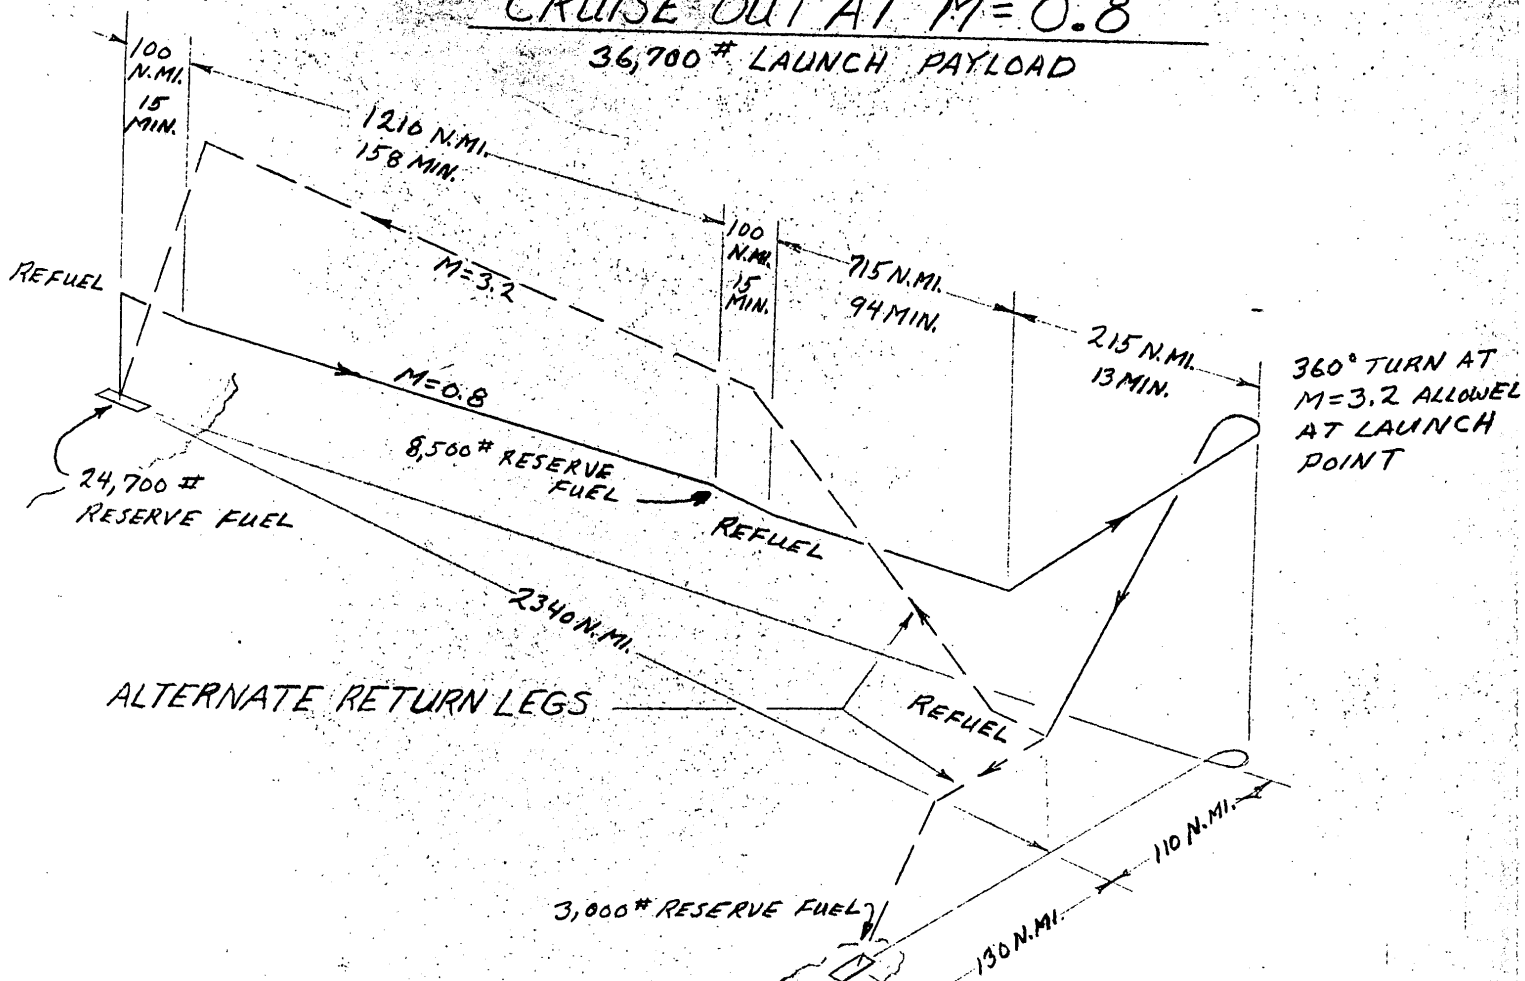 CRUISE OUT AT M=0.8
36,700# LAUNCH PAYLOAD
100
N.MI.
15
MIN.
1210 N.MI.
158 MIN.
100
N.MI.
15
MIN.
715 N.MI.
94 MIN.
215 N.MI.
13 MIN.
360° TURN AT
M=3.2 ALLOWED
AT LAUNCH
POINT
REFUEL
M=3.2
M=0.8
8,500# RESERVE
FUEL
REFUEL
24,700 #
RESERVE FUEL
2340 N.MI.
ALTERNATE RETURN LEGS
REFUEL
110 N.MI.
3,000# RESERVE FUEL
130 N.MI.